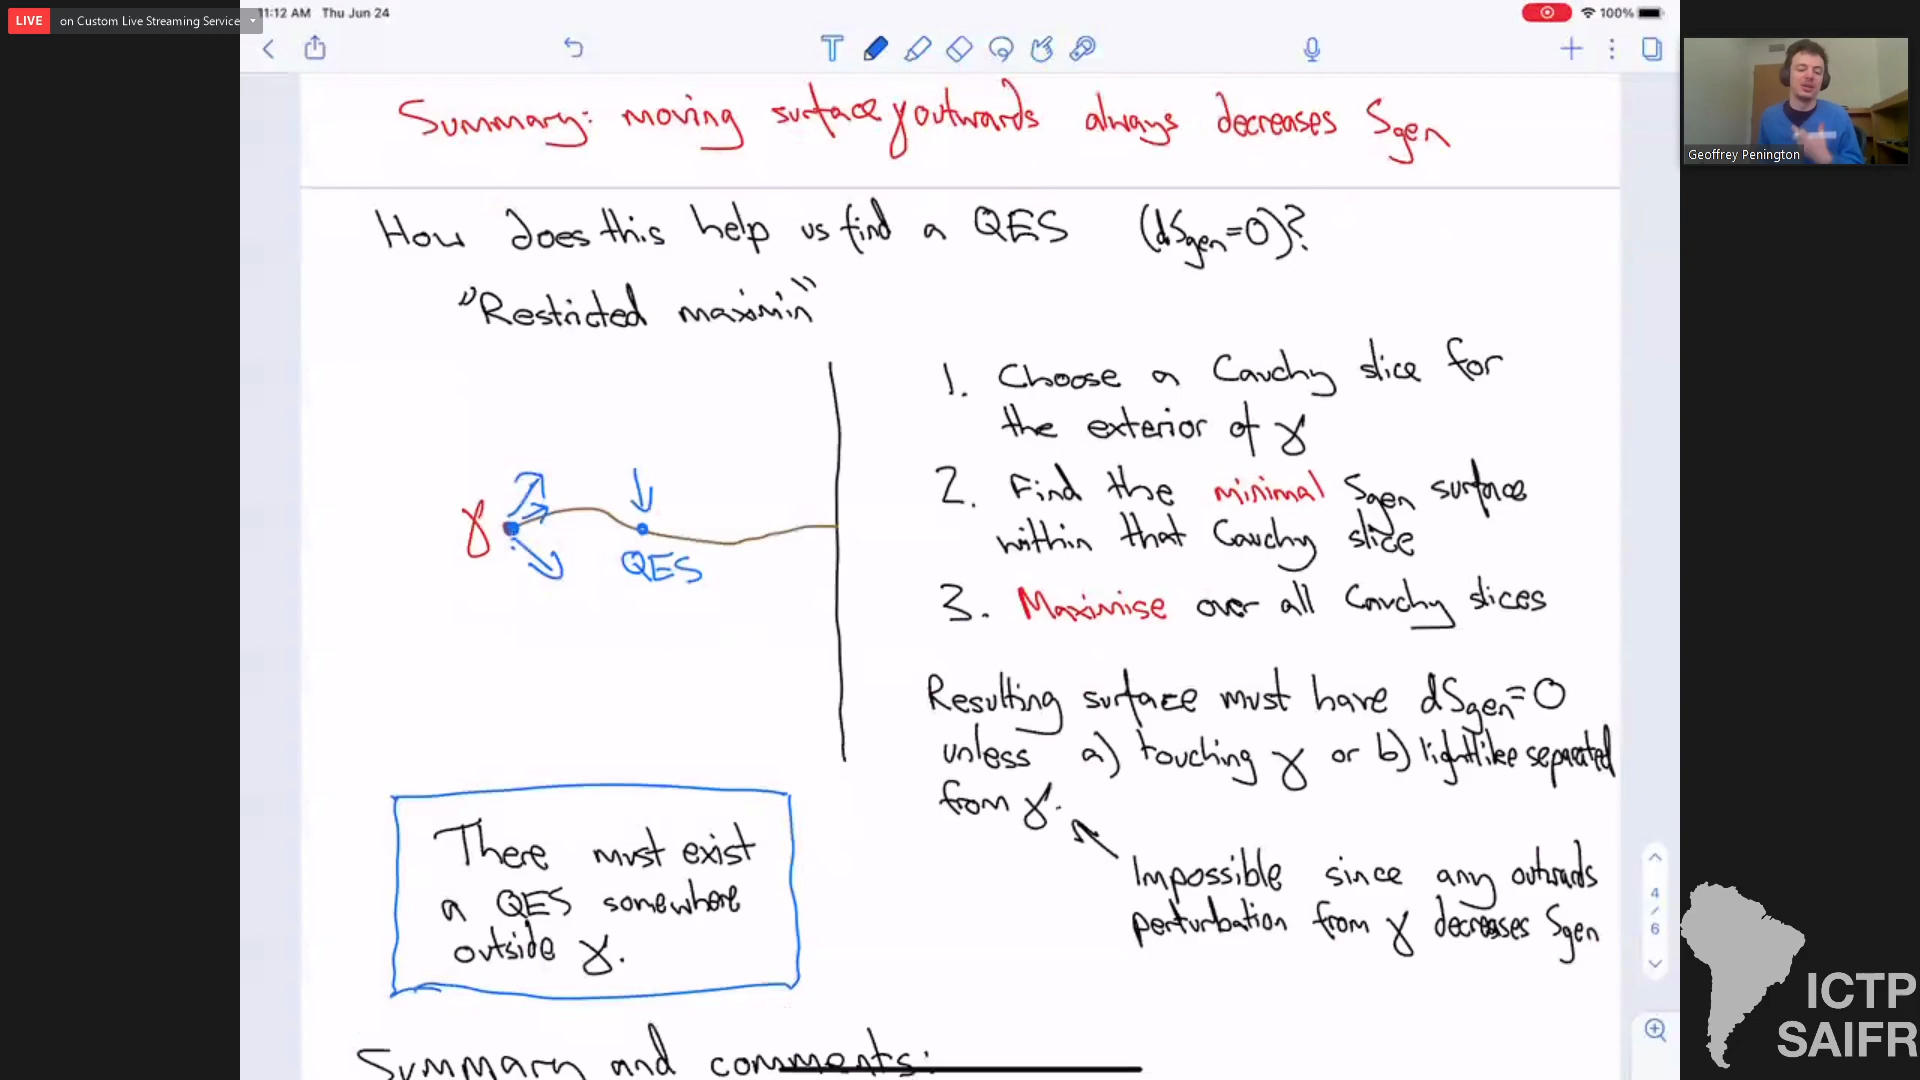 LIVE on Custom Live Streaming Service
11:12 AM Thu Jun 24
100%
Geoffrey Penington
Summary: moving surface γ outwards always decreases Sgen
How does this help us find a QES (dSgen=0)?
"Restricted maximin"
1. Choose a Cauchy slice for
the exterior of γ
2. Find the minimal Sgen surface
within that Cauchy slice
3. Maximise over all Cauchy slices
γ
QES
Resulting surface must have dSgen=0
unless a) touching γ or b) lightlike separated
from γ.
Impossible since any outwards
perturbation from γ decreases Sgen
There must exist
a QES somewhere
outside γ.
Summary and comments:
4
/
6
ICTP
SAIFR